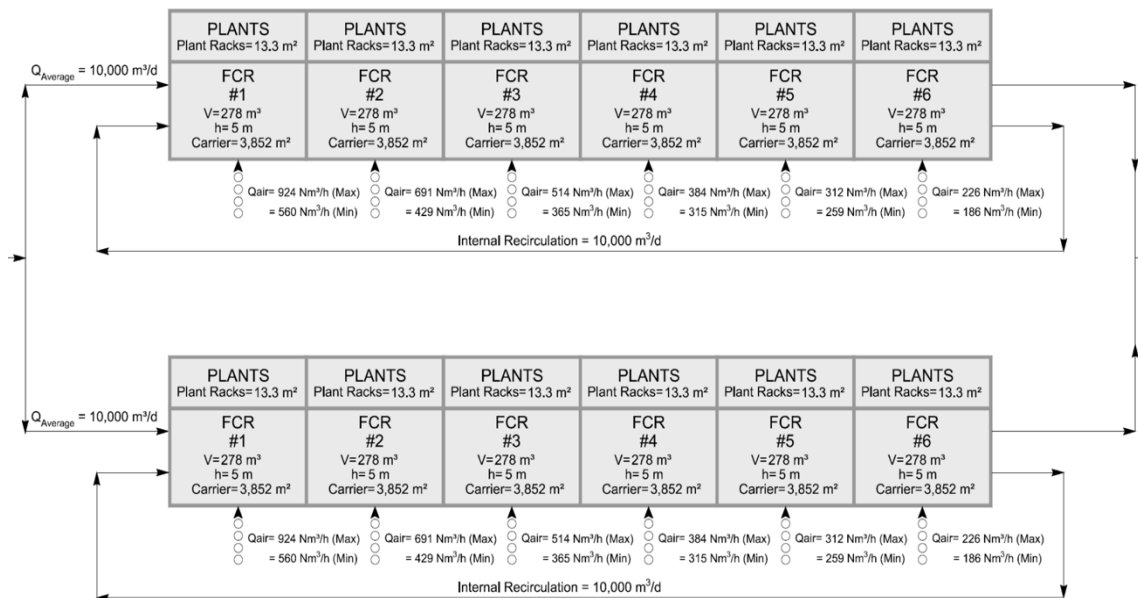 PLANTS PLANTS PLANTS PLANTS PLANTS PLANTS
Plant Racks=13.3 m² Plant Racks=13.3 m² Plant Racks=13.3 m² Plant Racks=13.3 m² Plant Racks=13.3 m² Plant Racks=13.3 m²
Q_Average = 10,000 m³/d
FCR FCR FCR FCR FCR FCR
#1 #2 #3 #4 #5 #6
V=278 m³ V=278 m³ V=278 m³ V=278 m³ V=278 m³ V=278 m³
h= 5 m h= 5 m h= 5 m h= 5 m h= 5 m h= 5 m
Carrier=3,852 m² Carrier=3,852 m² Carrier=3,852 m² Carrier=3,852 m² Carrier=3,852 m² Carrier=3,852 m²
Qair= 924 Nm³/h (Max) Qair= 691 Nm³/h (Max) Qair= 514 Nm³/h (Max) Qair= 384 Nm³/h (Max) Qair= 312 Nm³/h (Max) Qair= 226 Nm³/h (Max)
= 560 Nm³/h (Min) = 429 Nm³/h (Min) = 365 Nm³/h (Min) = 315 Nm³/h (Min) = 259 Nm³/h (Min) = 186 Nm³/h (Min)
Internal Recirculation = 10,000 m³/d
PLANTS PLANTS PLANTS PLANTS PLANTS PLANTS
Plant Racks=13.3 m² Plant Racks=13.3 m² Plant Racks=13.3 m² Plant Racks=13.3 m² Plant Racks=13.3 m² Plant Racks=13.3 m²
Q_Average = 10,000 m³/d
FCR FCR FCR FCR FCR FCR
#1 #2 #3 #4 #5 #6
V=278 m³ V=278 m³ V=278 m³ V=278 m³ V=278 m³ V=278 m³
h= 5 m h= 5 m h= 5 m h= 5 m h= 5 m h= 5 m
Carrier=3,852 m² Carrier=3,852 m² Carrier=3,852 m² Carrier=3,852 m² Carrier=3,852 m² Carrier=3,852 m²
Qair= 924 Nm³/h (Max) Qair= 691 Nm³/h (Max) Qair= 514 Nm³/h (Max) Qair= 384 Nm³/h (Max) Qair= 312 Nm³/h (Max) Qair= 226 Nm³/h (Max)
= 560 Nm³/h (Min) = 429 Nm³/h (Min) = 365 Nm³/h (Min) = 315 Nm³/h (Min) = 259 Nm³/h (Min) = 186 Nm³/h (Min)
Internal Recirculation = 10,000 m³/d